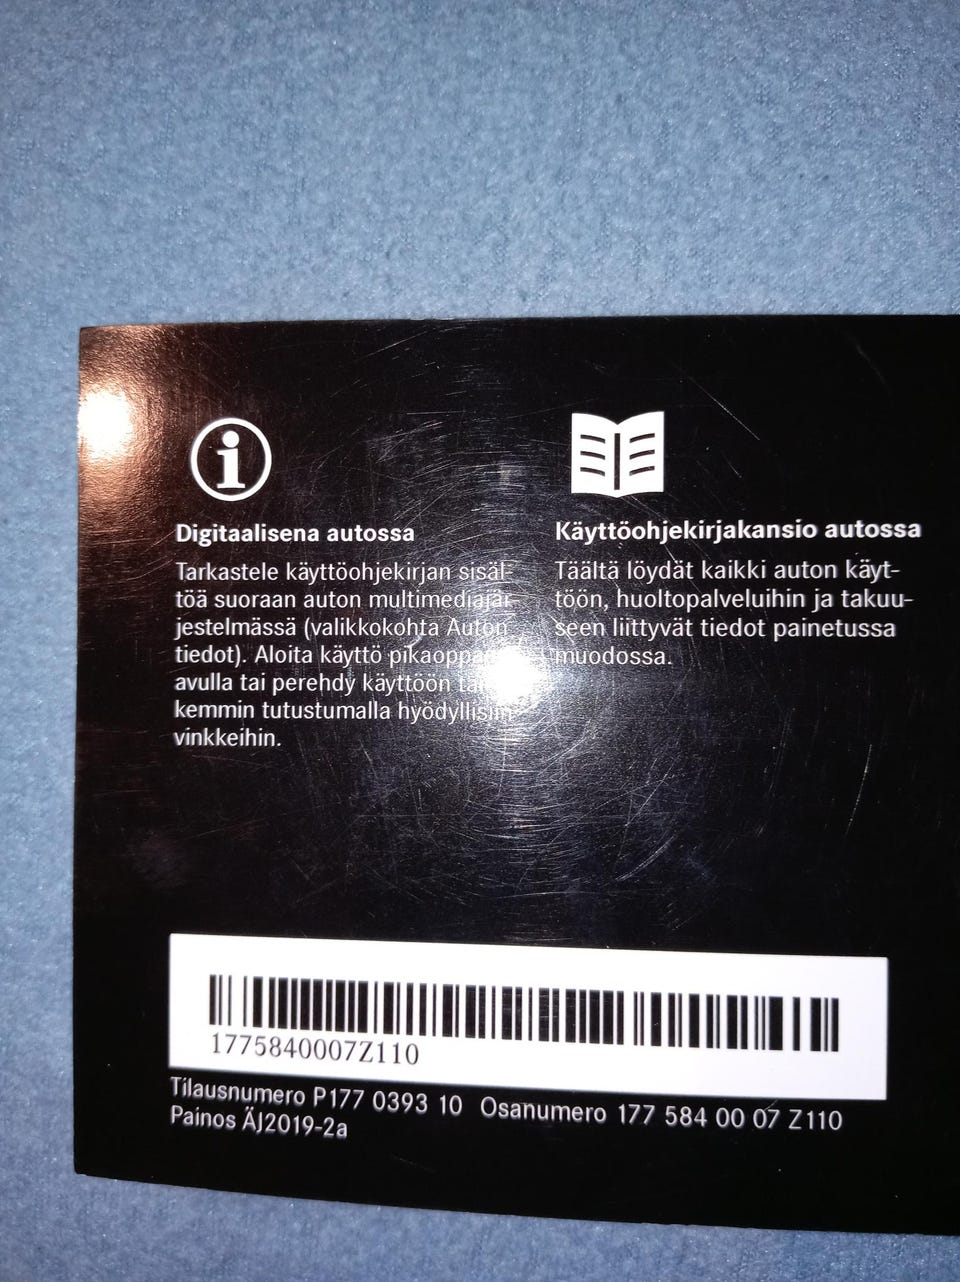 Digitaalisena autossa
Tarkastele käyttöohjekirjan sisäl-
töä suoraan auton multimediajär-
jestelmässä (valikkokohta Auton
tiedot). Aloita käyttö pikaoppaan
avulla tai perehdy käyttöön
kemmin tutustumalla hyödyllisiin
vinkkeihin.
Käyttöohjekirjakansio autossa
Täältä löydät kaikki auton käyt-
töön, huoltopalveluihin ja takuu-
seen liittyvät tiedot painetussa
muodossa.
1775840007Z110
Tilausnumero P177 0393 10 Osanumero 177 584 00 07 Z110
Painos ÄJ2019-2a